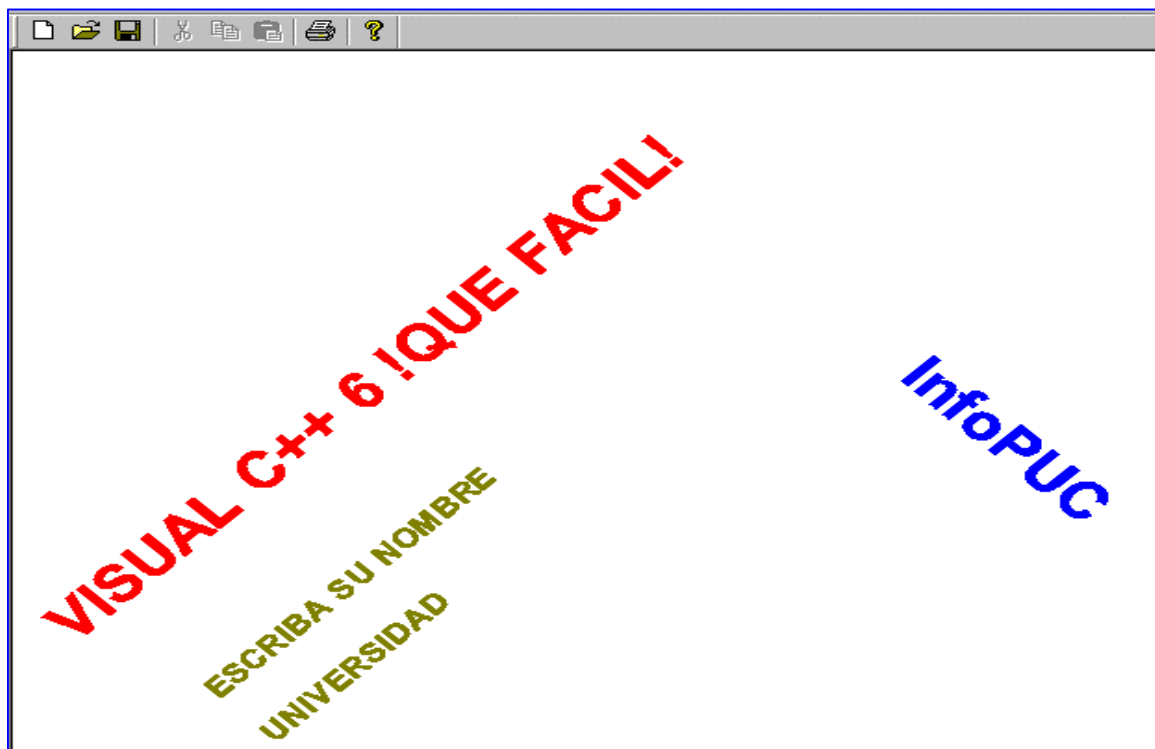 VISUAL C++ 6 !QUE FACIL!
InfoPUC
ESCRIBA SU NOMBRE
UNIVERSIDAD